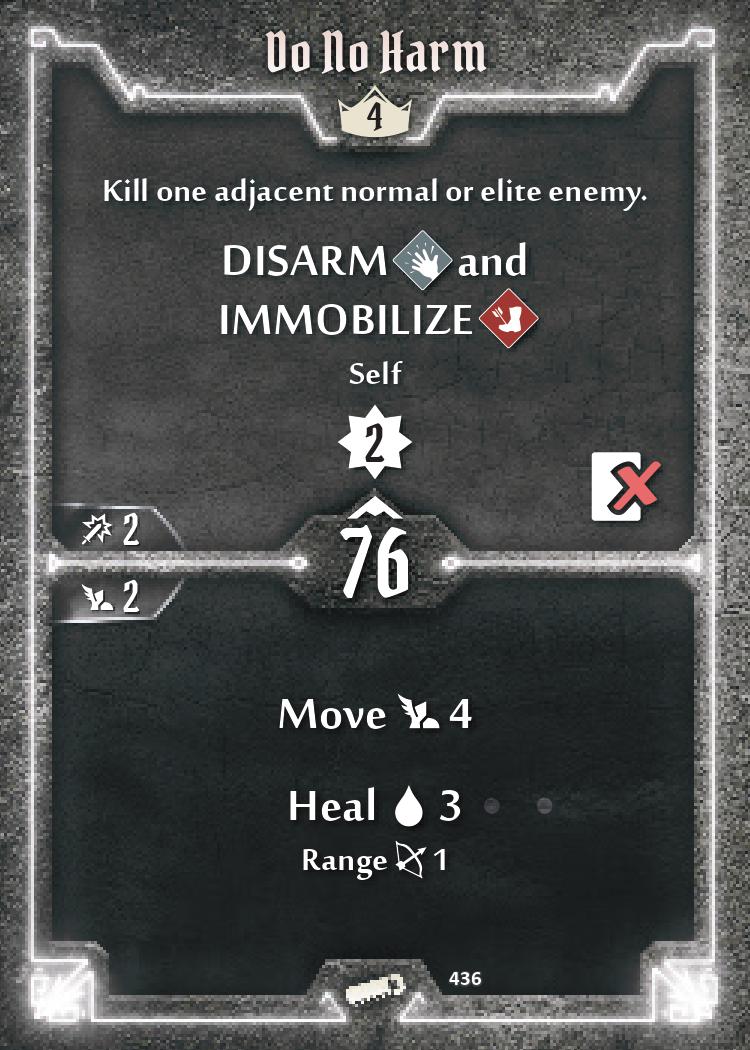 Do No Harm
4
Kill one adjacent normal or elite enemy.
DISARM and
IMMOBILIZE
Self
2
2
76
2
Move 4
Heal 3
Range 1
436